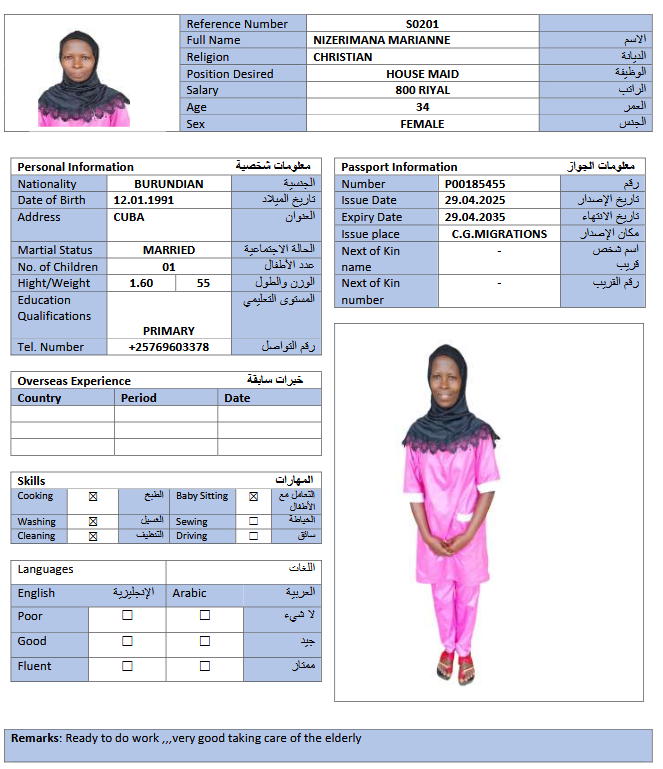 Reference Number S0201
Full Name NIZERIMANA MARIANNE الاسم
Religion CHRISTIAN الديانة
Position Desired HOUSE MAID الوظيفة
Salary 800 RIYAL الراتب
Age 34 العمر
Sex FEMALE الجنس
Personal Information معلومات شخصية
Nationality BURUNDIAN الجنسية
Date of Birth 12.01.1991 تاريخ الميلاد
Address CUBA العنوان
Martial Status MARRIED الحالة الاجتماعية
No. of Children 01 عدد الأطفال
Hight/Weight 1.60 55 الوزن والطول
Education المستوى التعليمي
Qualifications
PRIMARY
Tel. Number +25769603378 رقم التواصل
Passport Information معلومات الجواز
Number P00185455 رقم
Issue Date 29.04.2025 تاريخ الإصدار
Expiry Date 29.04.2035 تاريخ الانتهاء
Issue place C.G.MIGRATIONS مكان الإصدار
Next of Kin - اسم شخص
name قريب
Next of Kin - رقم القريب
number
Overseas Experience خبرات سابقة
Country Period Date
Skills المهارات
Cooking ☒ الطبخ Baby Sitting ☒ التعامل مع
الأطفال
Washing ☒ الغسيل Sewing ☐ الخياطة
Cleaning ☒ التنظيف Driving ☐ سائق
Languages اللغات
English الإنجليزية Arabic العربية
Poor ☐ ☐ لا شيء
Good ☐ ☐ جيد
Fluent ☐ ☐ ممتاز
Remarks: Ready to do work ,,,very good taking care of the elderly